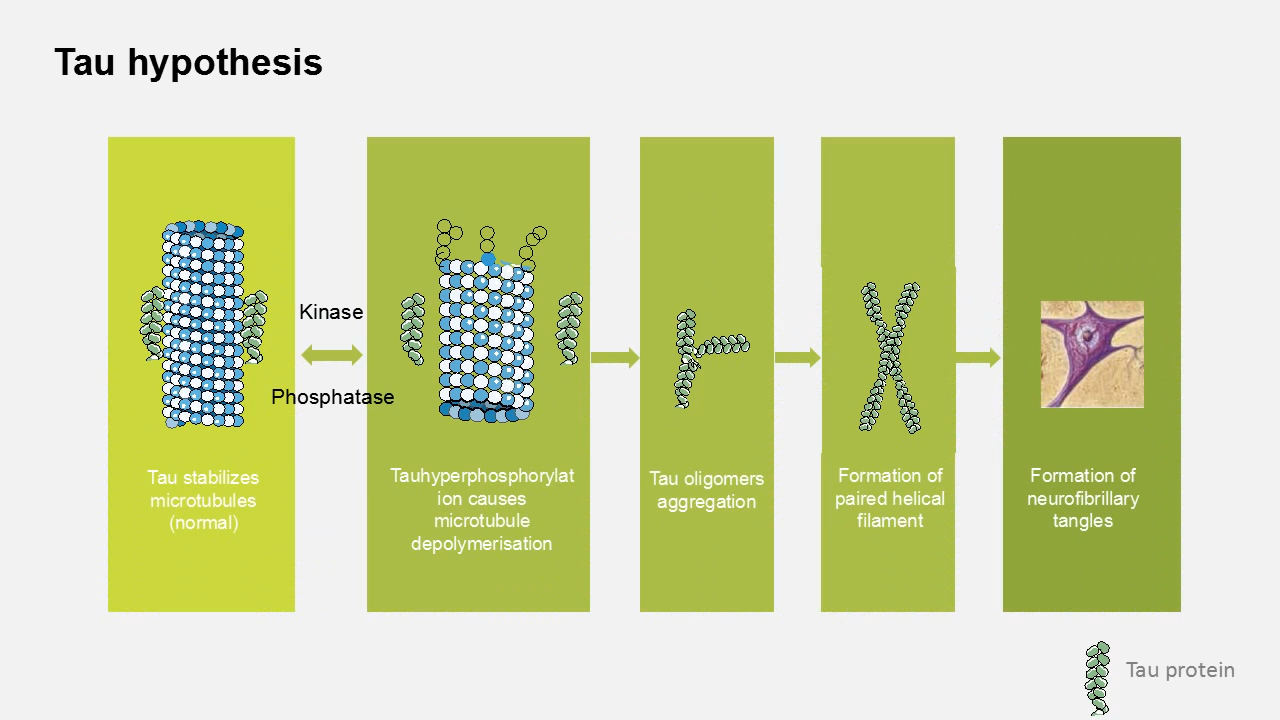 Tau hypothesis
Kinase
Phosphatase
Tau stabilizes
microtubules
(normal)
Tauhyperphosphorylat
ion causes
microtubule
depolymerisation
Tau oligomers
aggregation
Formation of
paired helical
filament
Formation of
neurofibrillary
tangles
Tau protein